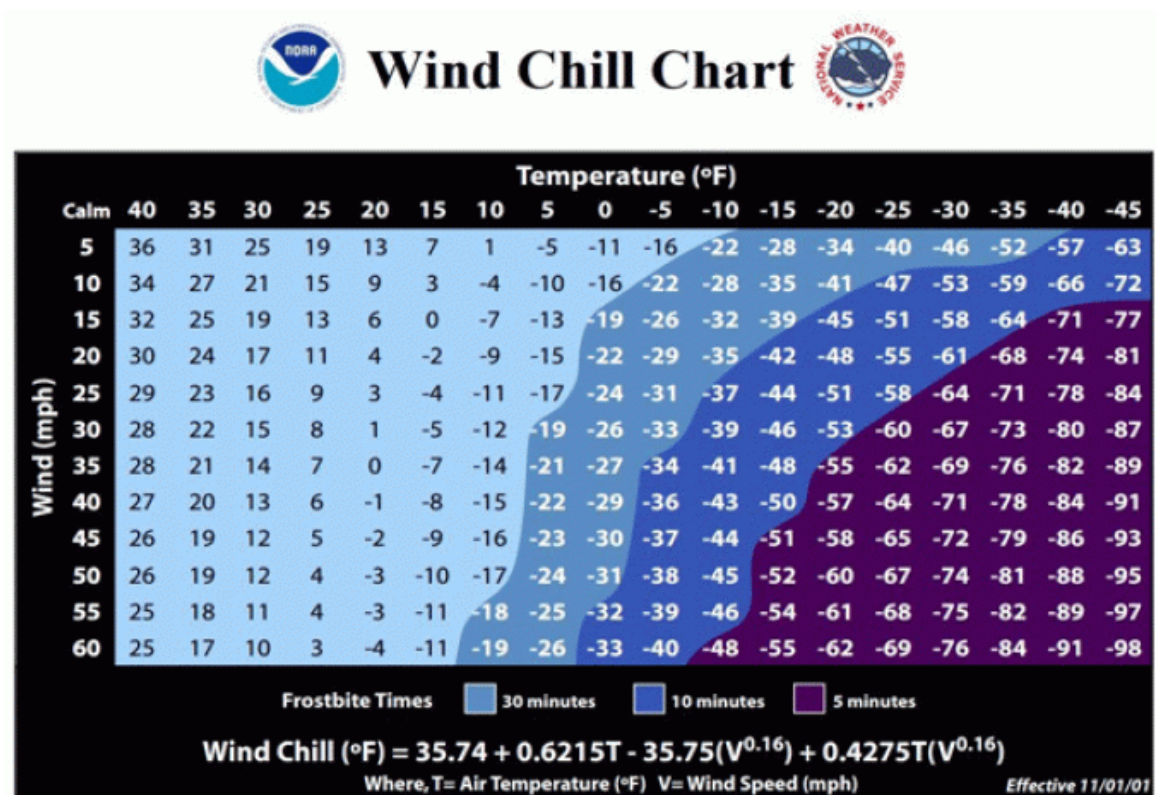 NOAA
Wind Chill Chart
NATIONAL WEATHER SERVICE
Temperature (ºF)
Calm 40 35 30 25 20 15 10 5 0 -5 -10 -15 -20 -25 -30 -35 -40 -45
Wind (mph)
5 36 31 25 19 13 7 1 -5 -11 -16 -22 -28 -34 -40 -46 -52 -57 -63
10 34 27 21 15 9 3 -4 -10 -16 -22 -28 -35 -41 -47 -53 -59 -66 -72
15 32 25 19 13 6 0 -7 -13 -19 -26 -32 -39 -45 -51 -58 -64 -71 -77
20 30 24 17 11 4 -2 -9 -15 -22 -29 -35 -42 -48 -55 -61 -68 -74 -81
25 29 23 16 9 3 -4 -11 -17 -24 -31 -37 -44 -51 -58 -64 -71 -78 -84
30 28 22 15 8 1 -5 -12 -19 -26 -33 -39 -46 -53 -60 -67 -73 -80 -87
35 28 21 14 7 0 -7 -14 -21 -27 -34 -41 -48 -55 -62 -69 -76 -82 -89
40 27 20 13 6 -1 -8 -15 -22 -29 -36 -43 -50 -57 -64 -71 -78 -84 -91
45 26 19 12 5 -2 -9 -16 -23 -30 -37 -44 -51 -58 -65 -72 -79 -86 -93
50 26 19 12 4 -3 -10 -17 -24 -31 -38 -45 -52 -60 -67 -74 -81 -88 -95
55 25 18 11 4 -3 -11 -18 -25 -32 -39 -46 -54 -61 -68 -75 -82 -89 -97
60 25 17 10 3 -4 -11 -19 -26 -33 -40 -48 -55 -62 -69 -76 -84 -91 -98
Frostbite Times 30 minutes 10 minutes 5 minutes
Wind Chill (ºF) = 35.74 + 0.6215T - 35.75(V^0.16) + 0.4275T(V^0.16)
Where, T= Air Temperature (ºF) V= Wind Speed (mph)
Effective 11/01/01